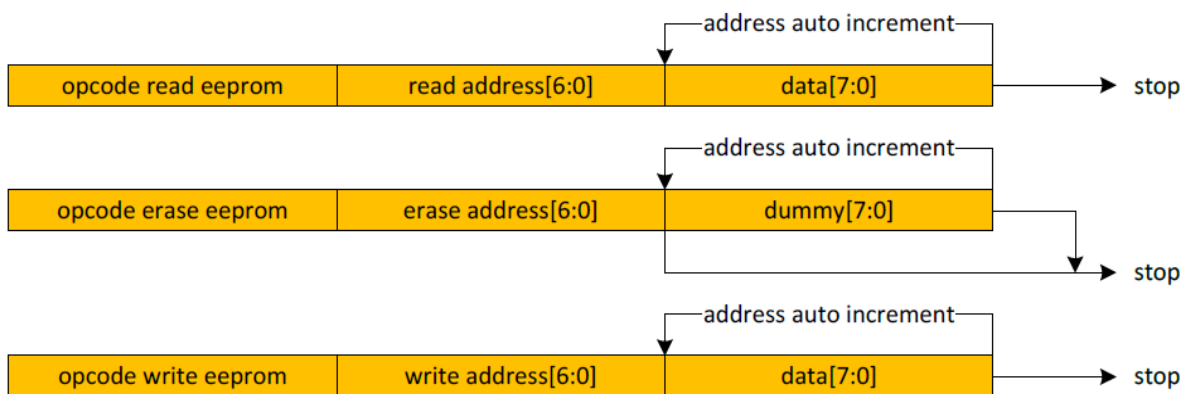 address auto increment
opcode read eeprom read address[6:0] data[7:0] stop
address auto increment
opcode erase eeprom erase address[6:0] dummy[7:0]
stop
address auto increment
opcode write eeprom write address[6:0] data[7:0] stop